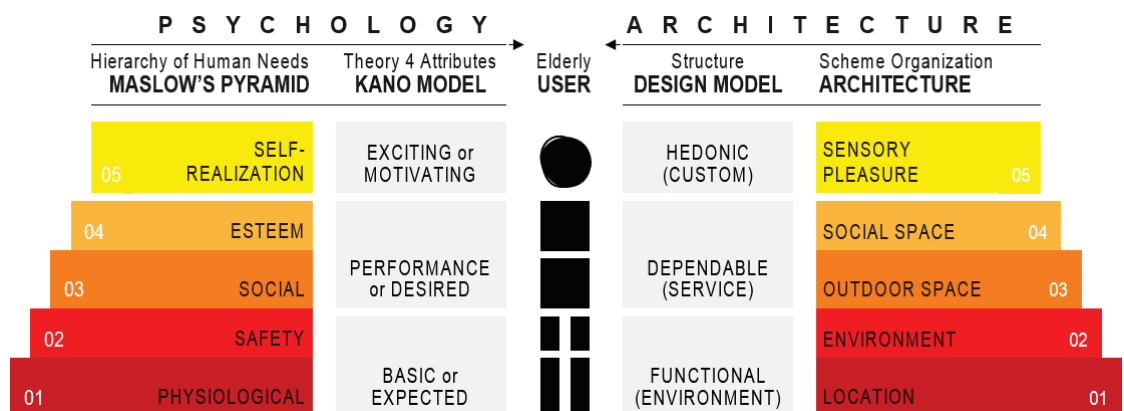 PSYCHOLOGY ARCHITECTURE
Hierarchy of Human Needs Theory 4 Attributes Elderly Structure Scheme Organization
MASLOW'S PYRAMID KANO MODEL USER DESIGN MODEL ARCHITECTURE
SELF- EXCITING or HEDONIC SENSORY
05 REALIZATION MOTIVATING (CUSTOM) PLEASURE 05
04 ESTEEM SOCIAL SPACE 04
PERFORMANCE DEPENDABLE
03 SOCIAL or DESIRED (SERVICE) OUTDOOR SPACE 03
02 SAFETY ENVIRONMENT 02
BASIC or FUNCTIONAL
01 PHYSIOLOGICAL EXPECTED (ENVIRONMENT) LOCATION 01